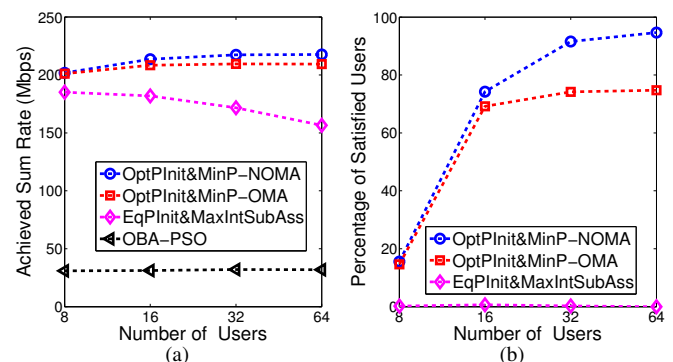 250
200
150
100
50
0
8
16
32
64
Achieved Sum Rate (Mbps)
OptPInit&MinP−NOMA
OptPInit&MinP−OMA
EqPInit&MaxIntSubAss
OBA−PSO
Number of Users
(a)
100
80
60
40
20
0
8
16
32
64
Percentage of Satisfied Users
OptPInit&MinP−NOMA
OptPInit&MinP−OMA
EqPInit&MaxIntSubAss
Number of Users
(b)